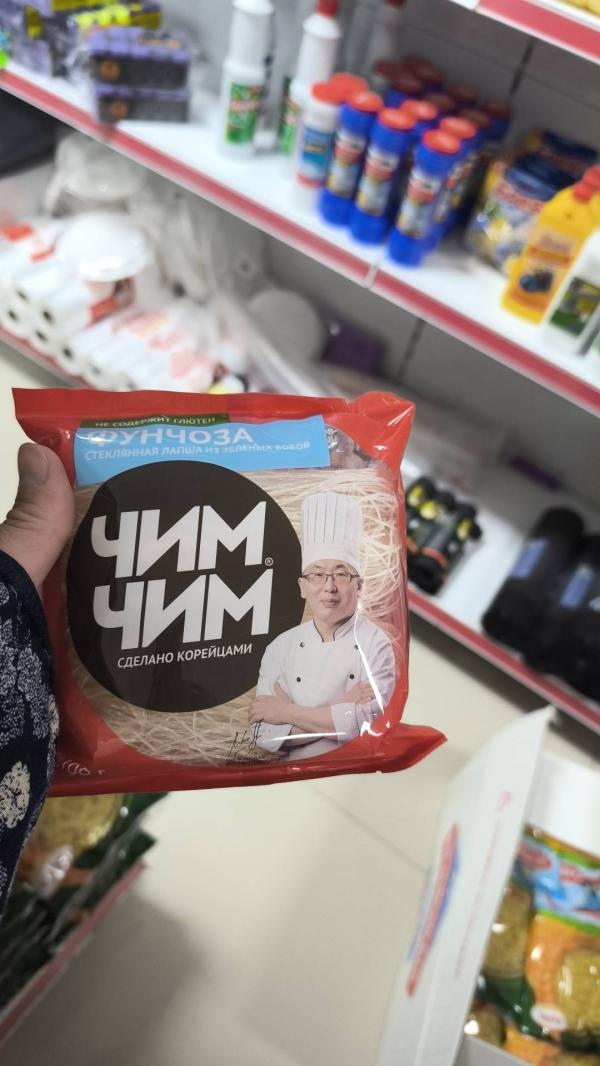 НЕ СОДЕРЖИТ ГЛЮТЕН
ФУНЧОЗА
СТЕКЛЯННАЯ ЛАПША ИЗ ЗЕЛЁНЫХ БОБОВ
ЧИМ
ЧИМ®
СДЕЛАНО КОРЕЙЦАМИ